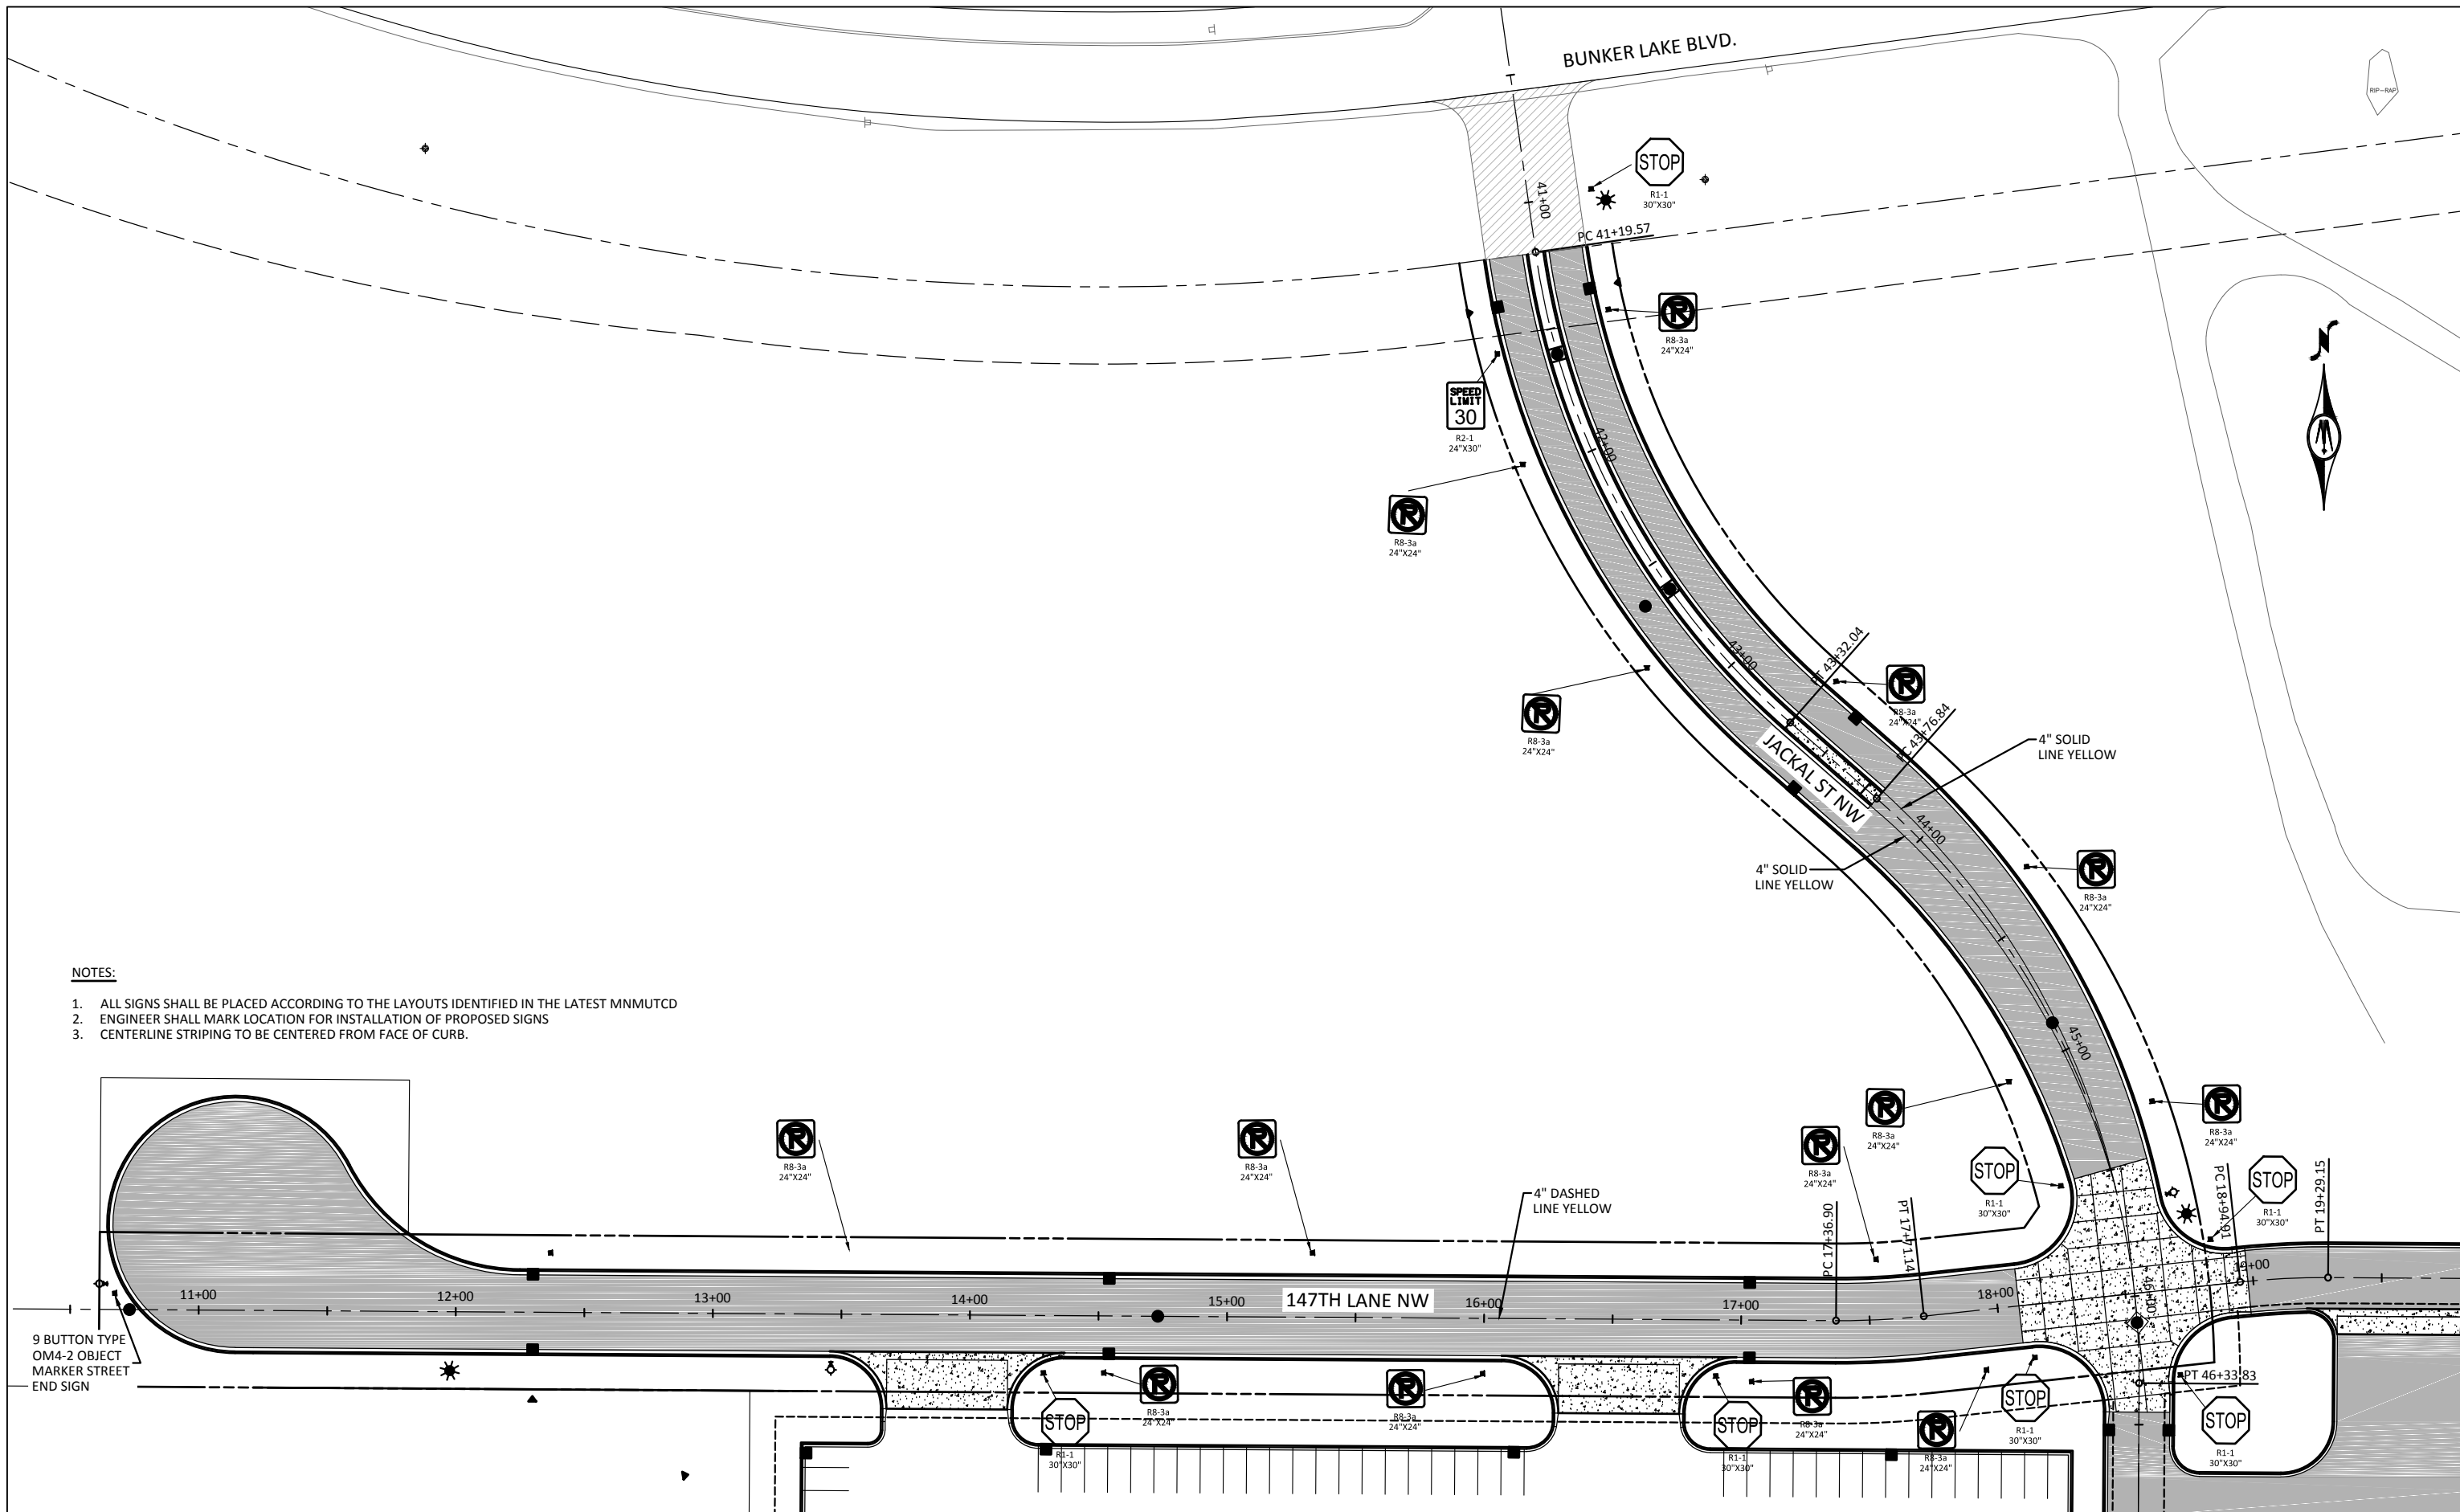 BUNKER LAKE BLVD.
RIP-RAP
STOP
R1-1
30"X30"
41+00
PC 41+19.57
R8-3a
24"X24"
SPEED
LIMIT
30
R2-1
24"X30"
42+00
R8-3a
24"X24"
43+00
PT 43+32.04
R8-3a
24"X24"
R8-3a
24"X24"
PC 43+76.84
JACKAL ST NW
4" SOLID
LINE YELLOW
44+00
4" SOLID
LINE YELLOW
R8-3a
24"X24"
NOTES:
1. ALL SIGNS SHALL BE PLACED ACCORDING TO THE LAYOUTS IDENTIFIED IN THE LATEST MNMUTCD
2. ENGINEER SHALL MARK LOCATION FOR INSTALLATION OF PROPOSED SIGNS
3. CENTERLINE STRIPING TO BE CENTERED FROM FACE OF CURB.
45+00
R8-3a
24"X24"
R8-3a
24"X24"
R8-3a
24"X24"
R8-3a
24"X24"
R8-3a
24"X24"
STOP
R1-1
30"X30"
STOP
R1-1
30"X30"
4" DASHED
LINE YELLOW
PC 17+36.90
PT 17+71.14
PC 18+94.91
PT 19+29.15
11+00
12+00
13+00
14+00
15+00
147TH LANE NW
16+00
17+00
18+00
19+00
46+00
9 BUTTON TYPE
OM4-2 OBJECT
MARKER STREET
END SIGN
PT 46+33.83
STOP
R1-1
30"X30"
R8-3a
24"X24"
R8-3a
24"X24"
STOP
R1-1
30"X30"
R8-3a
24"X24"
R8-3a
24"X24"
STOP
R1-1
30"X30"
STOP
R1-1
30"X30"